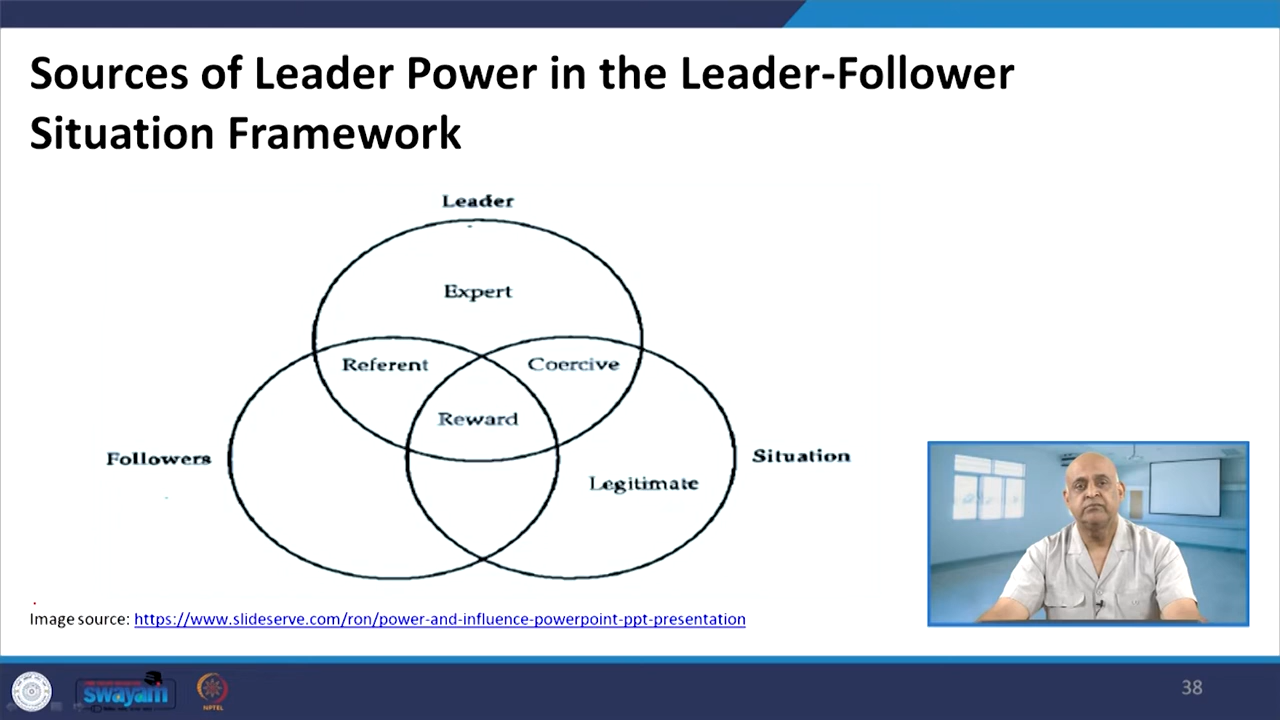 Sources of Leader Power in the Leader-Follower
Situation Framework
Leader
Expert
Referent
Coercive
Reward
Followers
Situation
Legitimate
Image source: https://www.slideserve.com/ron/power-and-influence-powerpoint-ppt-presentation
swayam
NPTEL
38